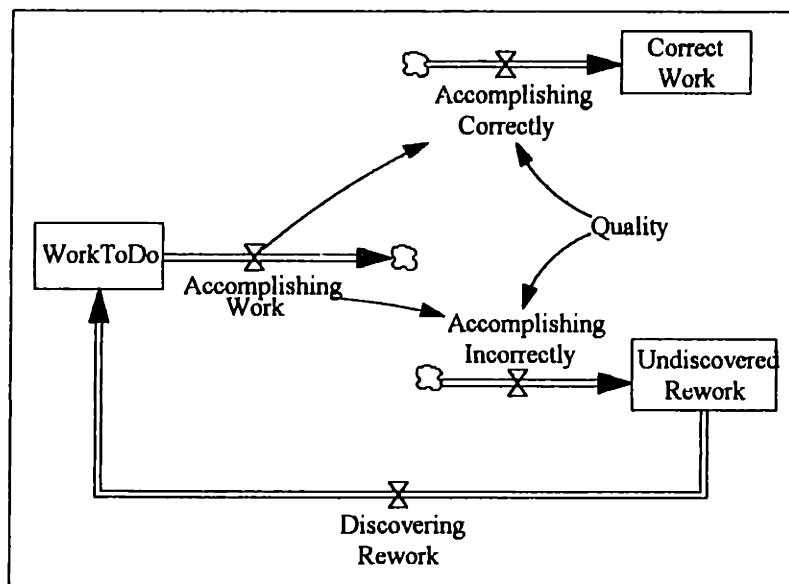 Correct
Work
Accomplishing
Correctly
Quality
WorkToDo
Accomplishing
Work
Accomplishing
Incorrectly
Undiscovered
Rework
Discovering
Rework